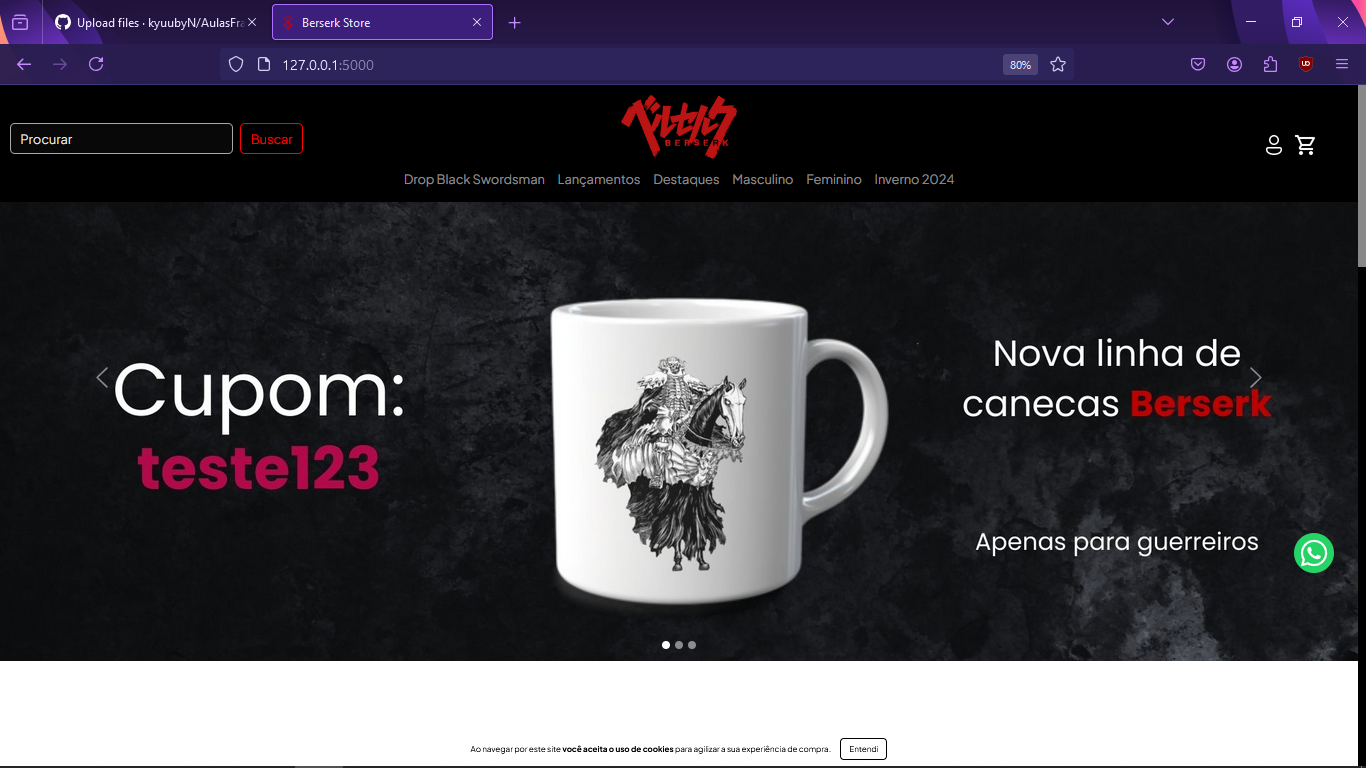 Upload files · kyuubyN/AulasFra
Berserk Store
127.0.0.1:5000
80%
Procurar
Buscar
ベルセルク
BERSERK
Drop Black Swordsman Lançamentos Destaques Masculino Feminino Inverno 2024
Cupom:
teste123
Nova linha de
canecas Berserk
Apenas para guerreiros
Ao navegar por este site você aceita o uso de cookies para agilizar a sua experiência de compra.
Entendi